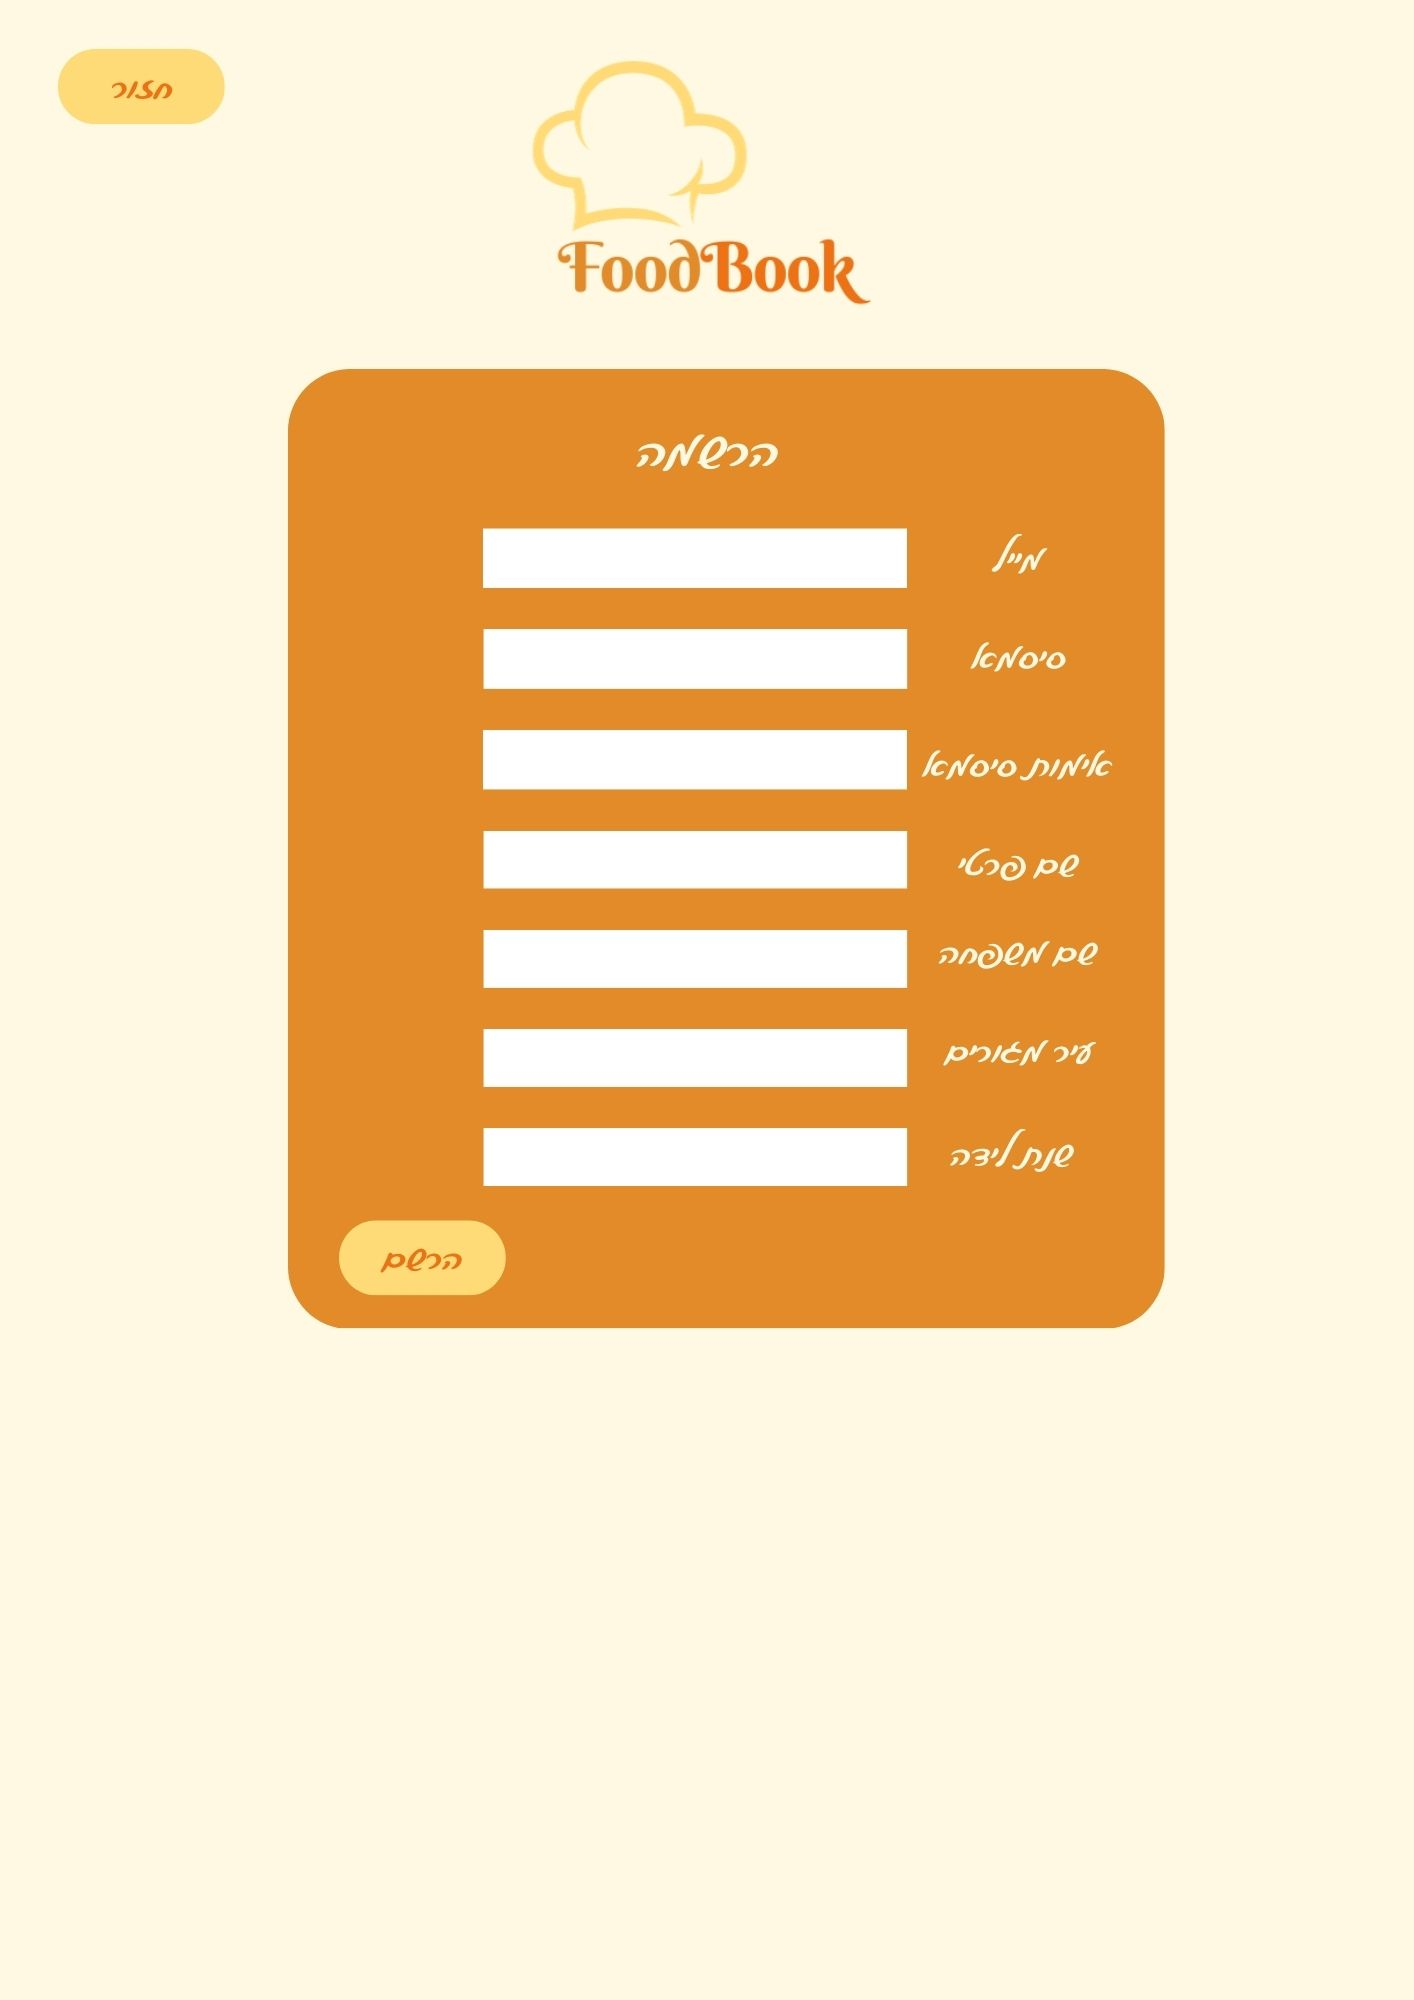 חזור
FoodBook
הרשמה
מייל
סיסמא
אימות סיסמא
שם פרטי
שם משפחה
עיר מגורים
שנת לידה
הרשם